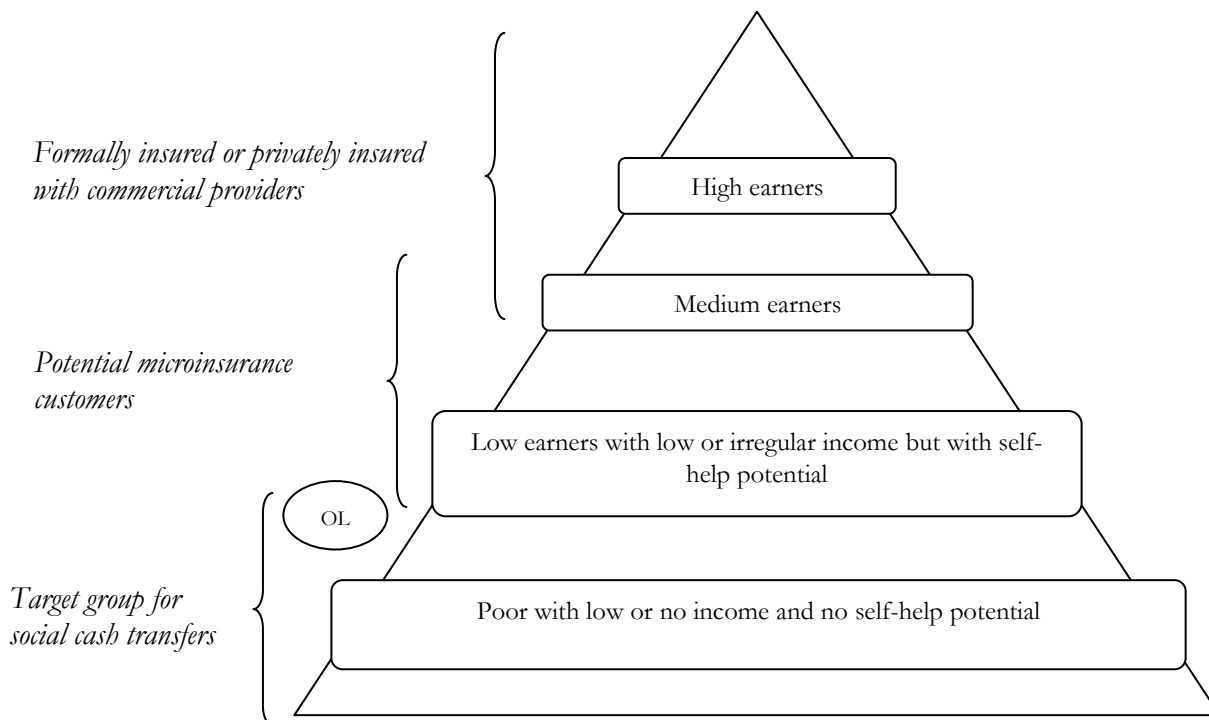 Formally insured or privately insured
with commercial providers
High earners
Medium earners
Potential microinsurance
customers
Low earners with low or irregular income but with self-
help potential
OL
Target group for
social cash transfers
Poor with low or no income and no self-help potential